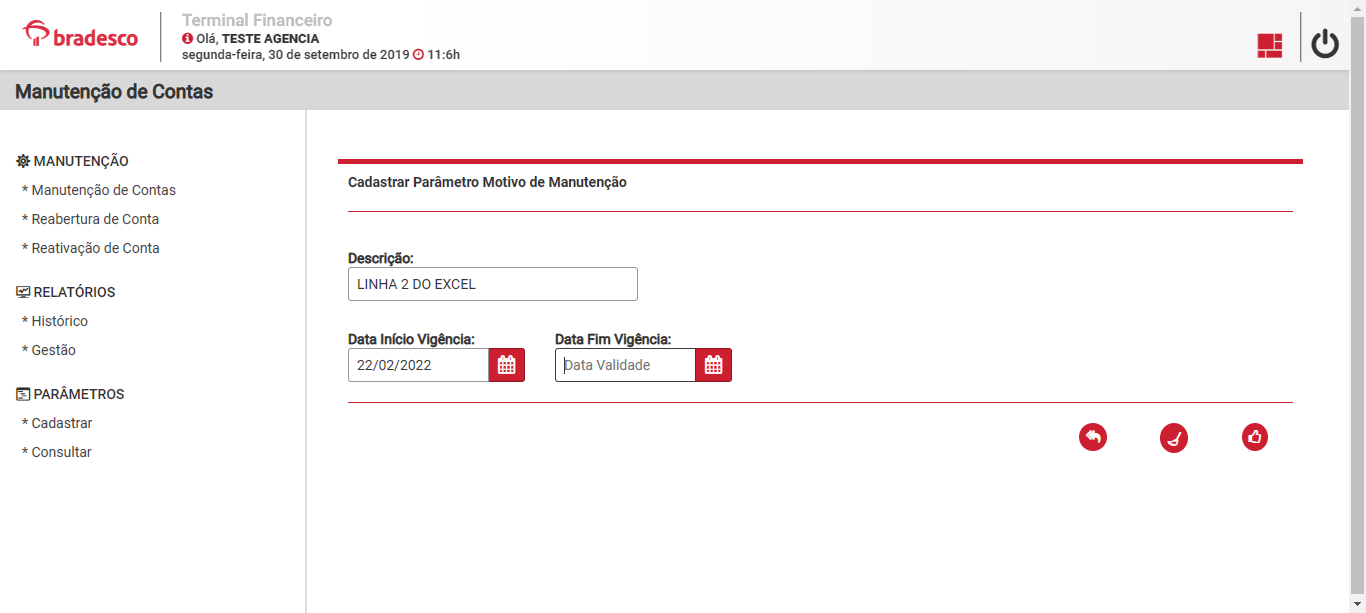 bradesco
Terminal Financeiro
Olá, TESTE AGENCIA
segunda-feira, 30 de setembro de 2019 11:6h
Manutenção de Contas
MANUTENÇÃO
* Manutenção de Contas
* Reabertura de Conta
* Reativação de Conta
RELATÓRIOS
* Histórico
* Gestão
PARÂMETROS
* Cadastrar
* Consultar
Cadastrar Parâmetro Motivo de Manutenção
Descrição:
LINHA 2 DO EXCEL
Data Início Vigência: Data Fim Vigência:
22/02/2022 Data Validade